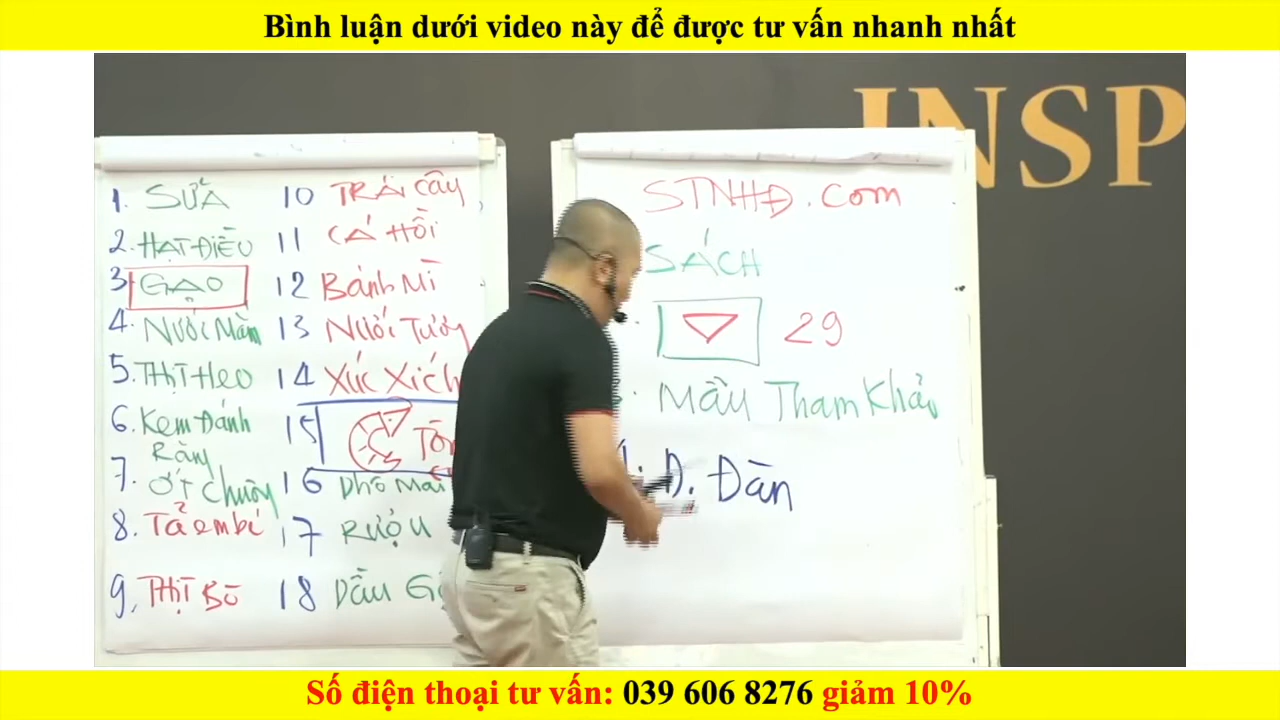 Bình luận dưới video này để được tư vấn nhanh nhất
INSP
1. SỮA
2. HẠT ĐIỀU
3 GẠO
4. NƯỚC Mắm
5. Thịt Heo
6. Kem Đánh
Răng
7. ỚT Chuông
8. Tã em bé
9, Thịt Bò
10 TRÁI Cây
11 CÁ HỒI
12 Bánh Mì
13 Nước Tương
14 Xúc Xích
15
16 Phô Mai
17 RƯỢU
18 Dầu
STNHĐ.com
SÁCH
29
Mẫu Tham Khảo
D. Đàn
Số điện thoại tư vấn: 039 606 8276 giảm 10%